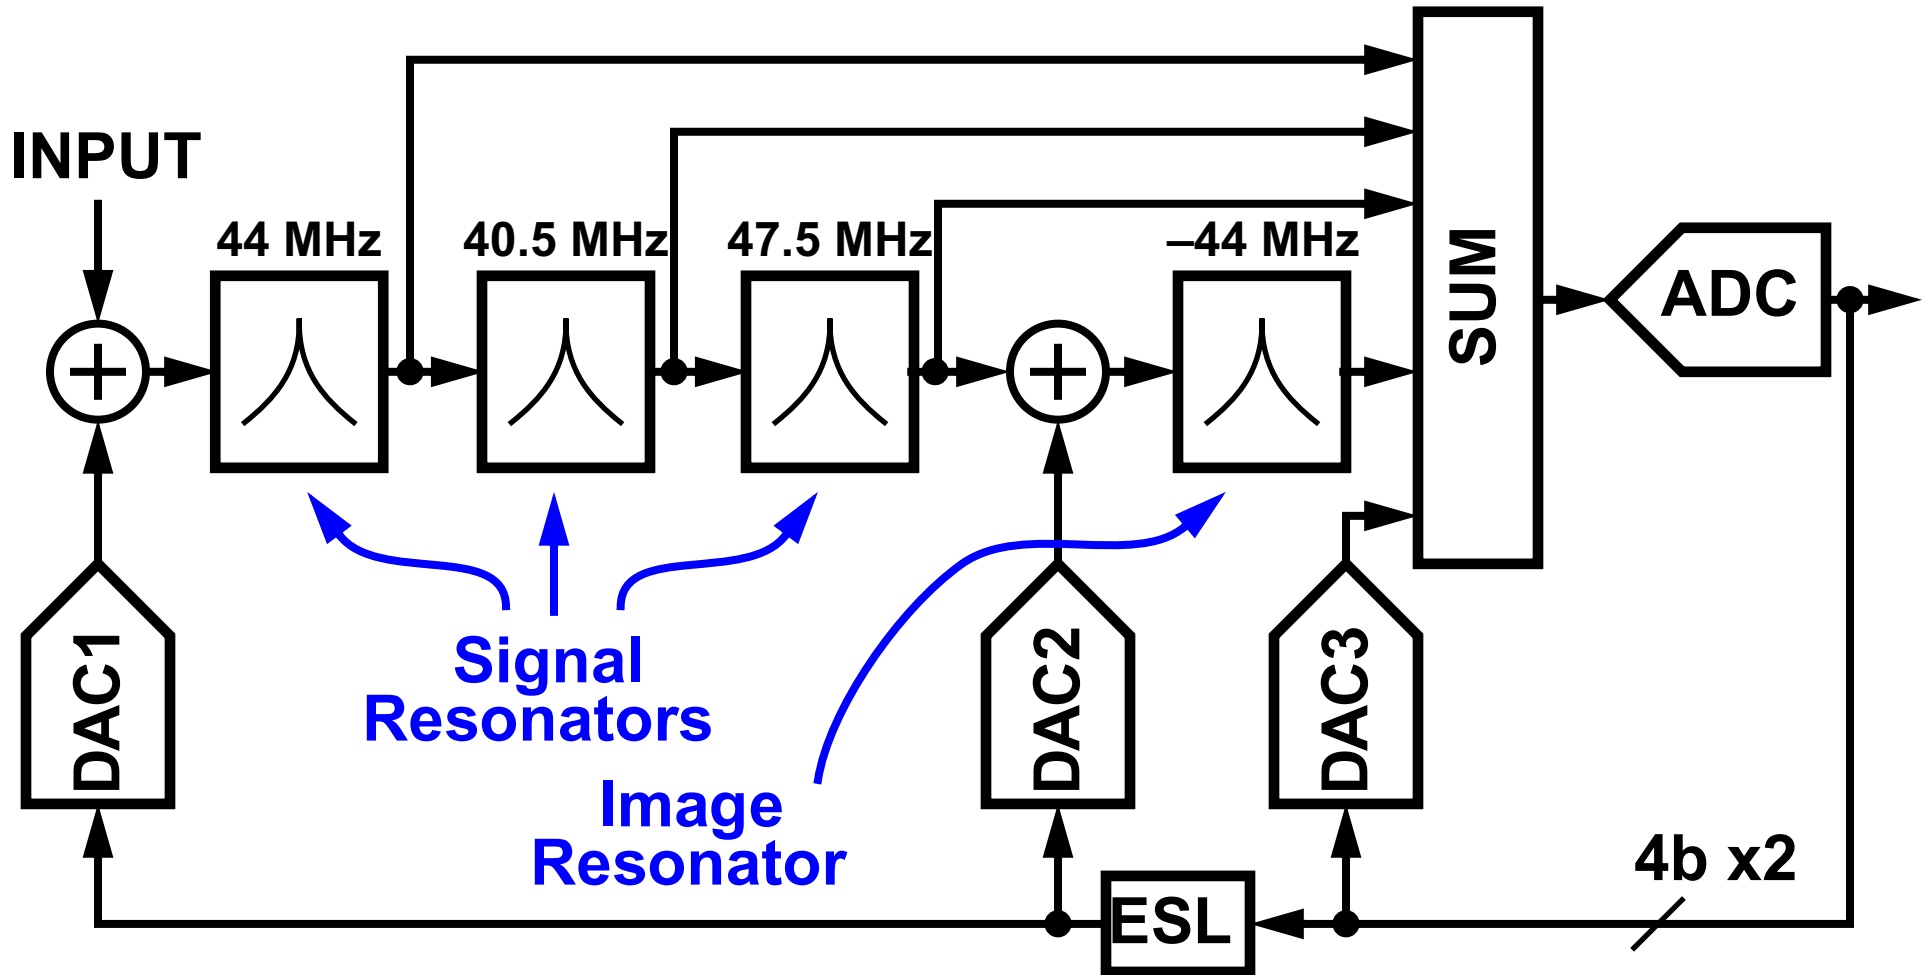 INPUT
44 MHz
40.5 MHz
47.5 MHz
–44 MHz
SUM
ADC
Signal
Resonators
Image
Resonator
DAC1
DAC2
DAC3
4b x2
ESL